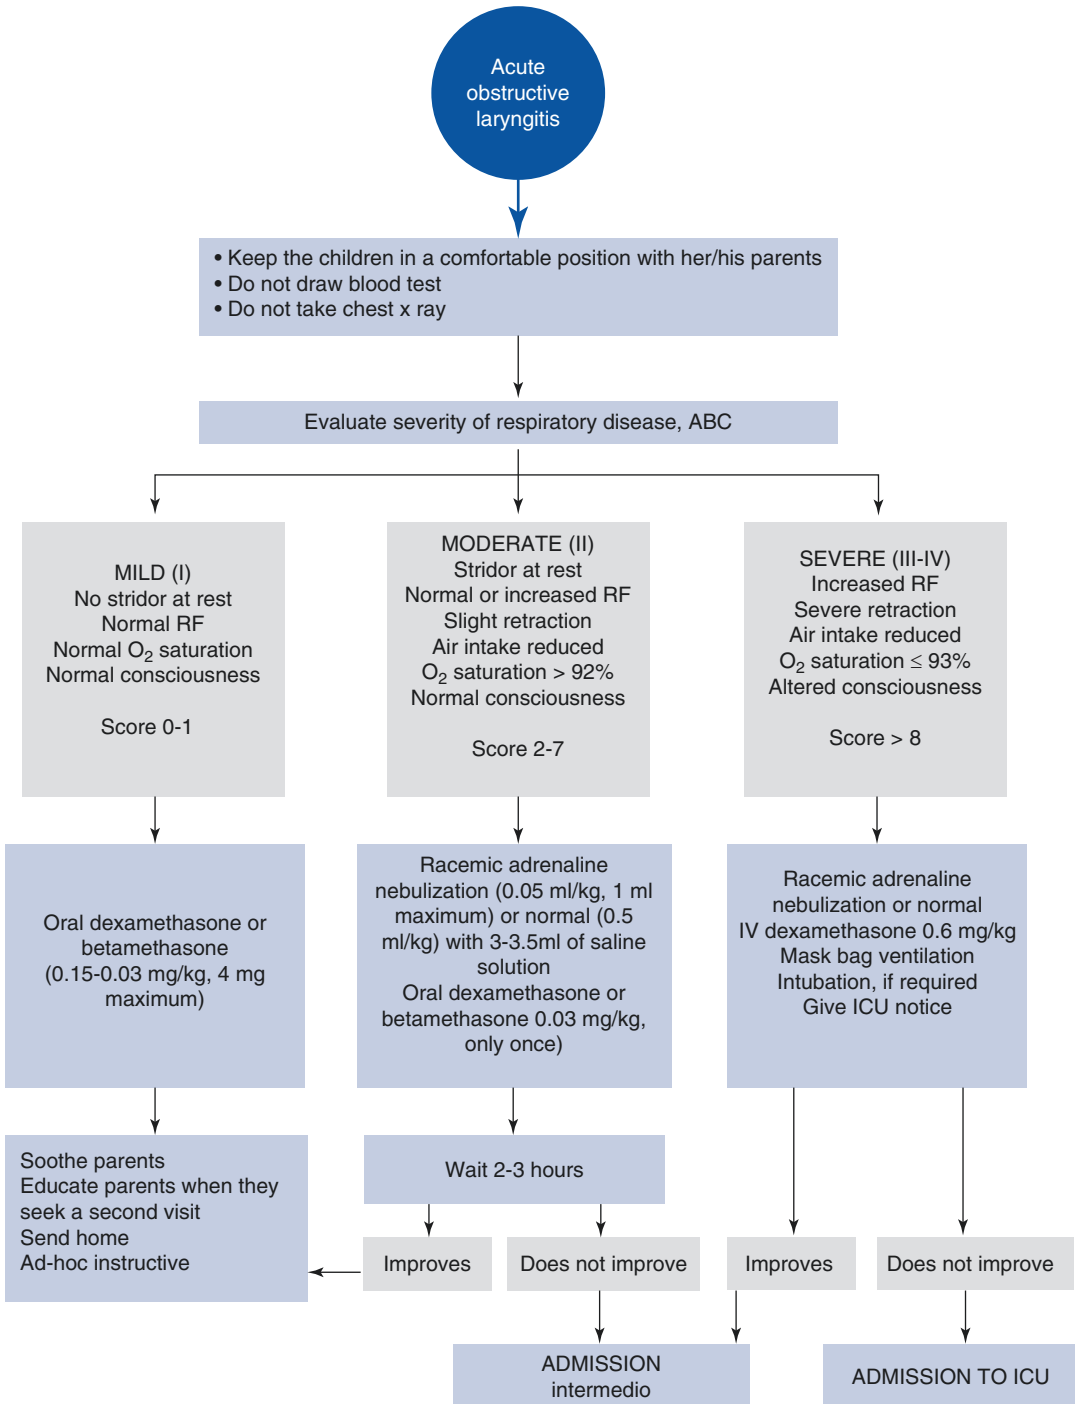 Acute
obstructive
laryngitis
• Keep the children in a comfortable position with her/his parents
• Do not draw blood test
• Do not take chest x ray
Evaluate severity of respiratory disease, ABC
MILD (I)
No stridor at rest
Normal RF
Normal O₂ saturation
Normal consciousness
Score 0-1
MODERATE (II)
Stridor at rest
Normal or increased RF
Slight retraction
Air intake reduced
O₂ saturation > 92%
Normal consciousness
Score 2-7
SEVERE (III-IV)
Increased RF
Severe retraction
Air intake reduced
O₂ saturation ≤ 93%
Altered consciousness
Score > 8
Oral dexamethasone or
betamethasone
(0.15-0.03 mg/kg, 4 mg
maximum)
Racemic adrenaline
nebulization (0.05 ml/kg, 1 ml
maximum) or normal (0.5
ml/kg) with 3-3.5ml of saline
solution
Oral dexamethasone or
betamethasone 0.03 mg/kg,
only once)
Racemic adrenaline
nebulization or normal
IV dexamethasone 0.6 mg/kg
Mask bag ventilation
Intubation, if required
Give ICU notice
Soothe parents
Educate parents when they
seek a second visit
Send home
Ad-hoc instructive
Wait 2-3 hours
Improves
Does not improve
Improves
Does not improve
ADMISSION
intermedio
ADMISSION TO ICU